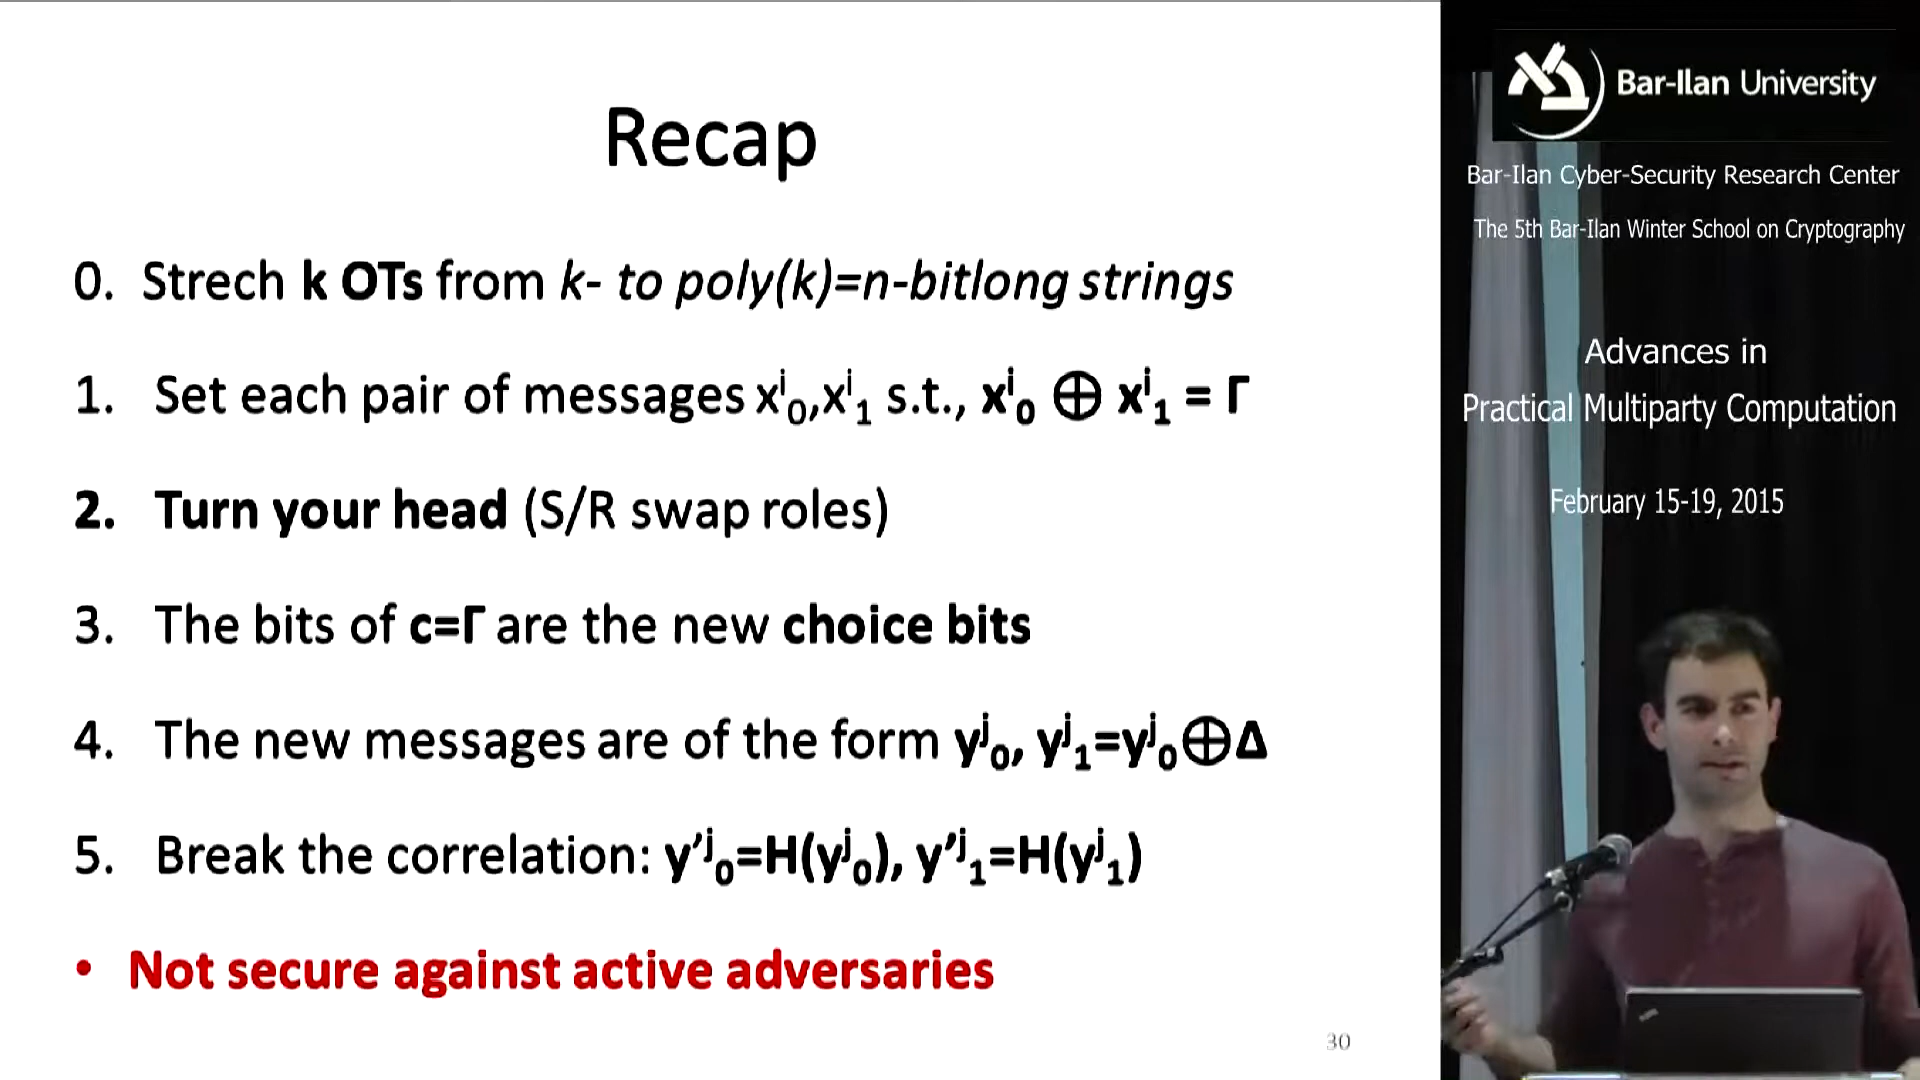 Recap
0. Strech k OTs from k- to poly(k)=n-bitlong strings
1. Set each pair of messages xⁱ₀,xⁱ₁ s.t., xⁱ₀ ⊕ xⁱ₁ = Γ
2. Turn your head (S/R swap roles)
3. The bits of c=Γ are the new choice bits
4. The new messages are of the form yʲ₀, yʲ₁=yʲ₀⊕Δ
5. Break the correlation: y’ʲ₀=H(yʲ₀), y’ʲ₁=H(yʲ₁)
• Not secure against active adversaries
30
Bar-Ilan University
Bar-Ilan Cyber-Security Research Center
The 5th Bar-Ilan Winter School on Cryptography
Advances in
Practical Multiparty Computation
February 15-19, 2015